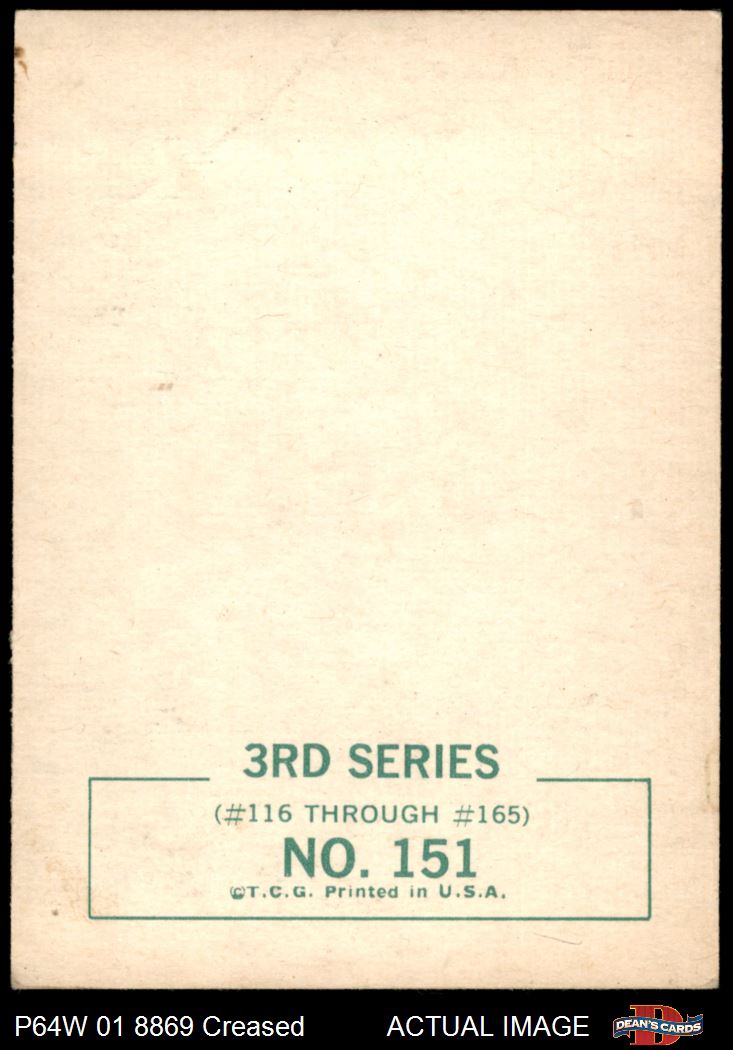 3RD SERIES
(#116 THROUGH #165)
NO. 151
©T.C.G. Printed in U.S.A.
P64W 01 8869 Creased ACTUAL IMAGE
D
DEAN'S CARDS